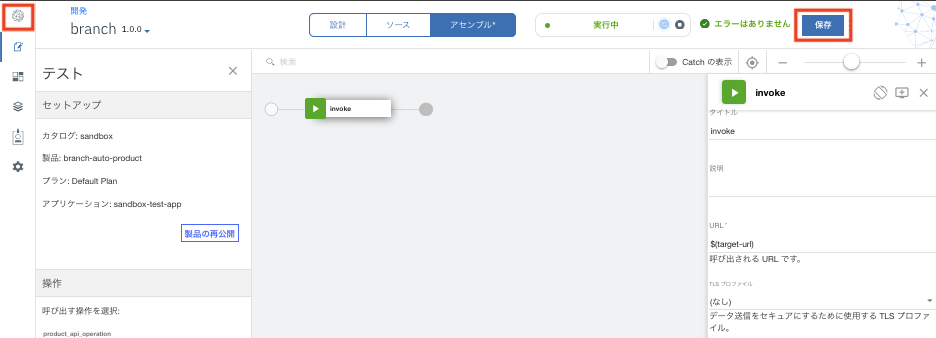 開発
branch 1.0.0
設計 ソース アセンブル*
実行中
エラーはありません
保存
テスト
検索
Catch の表示
セットアップ
カタログ: sandbox
製品: branch-auto-product
プラン: Default Plan
アプリケーション: sandbox-test-app
製品の再公開
操作
呼び出す操作を選択:
product_api_operation
invoke
invoke
タイトル
invoke
説明
URL *
$(target-url)
呼び出される URL です。
TLS プロファイル
(なし)
データ送信をセキュアにするために使用する TLS プロファ
イル。